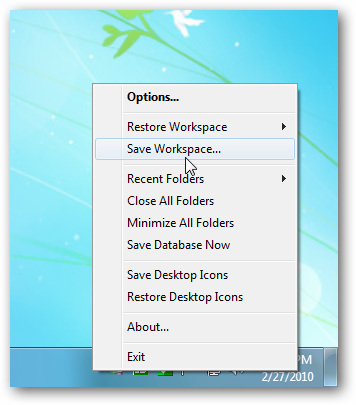 Options...
Restore Workspace
Save Workspace...
Recent Folders
Close All Folders
Minimize All Folders
Save Database Now
Save Desktop Icons
Restore Desktop Icons
About...
Exit
PM
2/27/2010